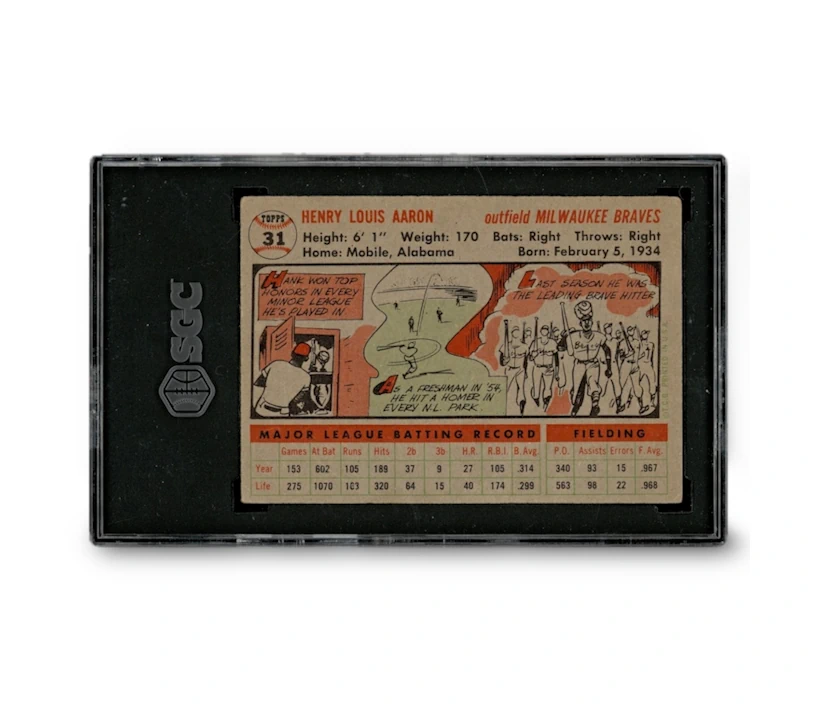 SGC
TOPPS
31
HENRY LOUIS AARON
outfield MILWAUKEE BRAVES
Height: 6' 1" Weight: 170 Bats: Right Throws: Right
Home: Mobile, Alabama Born: February 5, 1934
HANK WON TOP
HONORS IN EVERY
MINOR LEAGUE
HE'S PLAYED IN
AS A FRESHMAN IN '54,
HE HIT A HOMER IN
EVERY N.L. PARK.
LAST SEASON HE WAS
THE LEADING BRAVE HITTER
MAJOR LEAGUE BATTING RECORD FIELDING
Games At Bat Runs Hits 2b 3b H.R. R.B.I. B. Avg. P.O. Assists Errors F. Avg.
Year 153 602 105 189 37 9 27 105 .314 340 93 15 .967
Life 275 1070 163 320 64 15 40 174 .299 563 98 22 .968